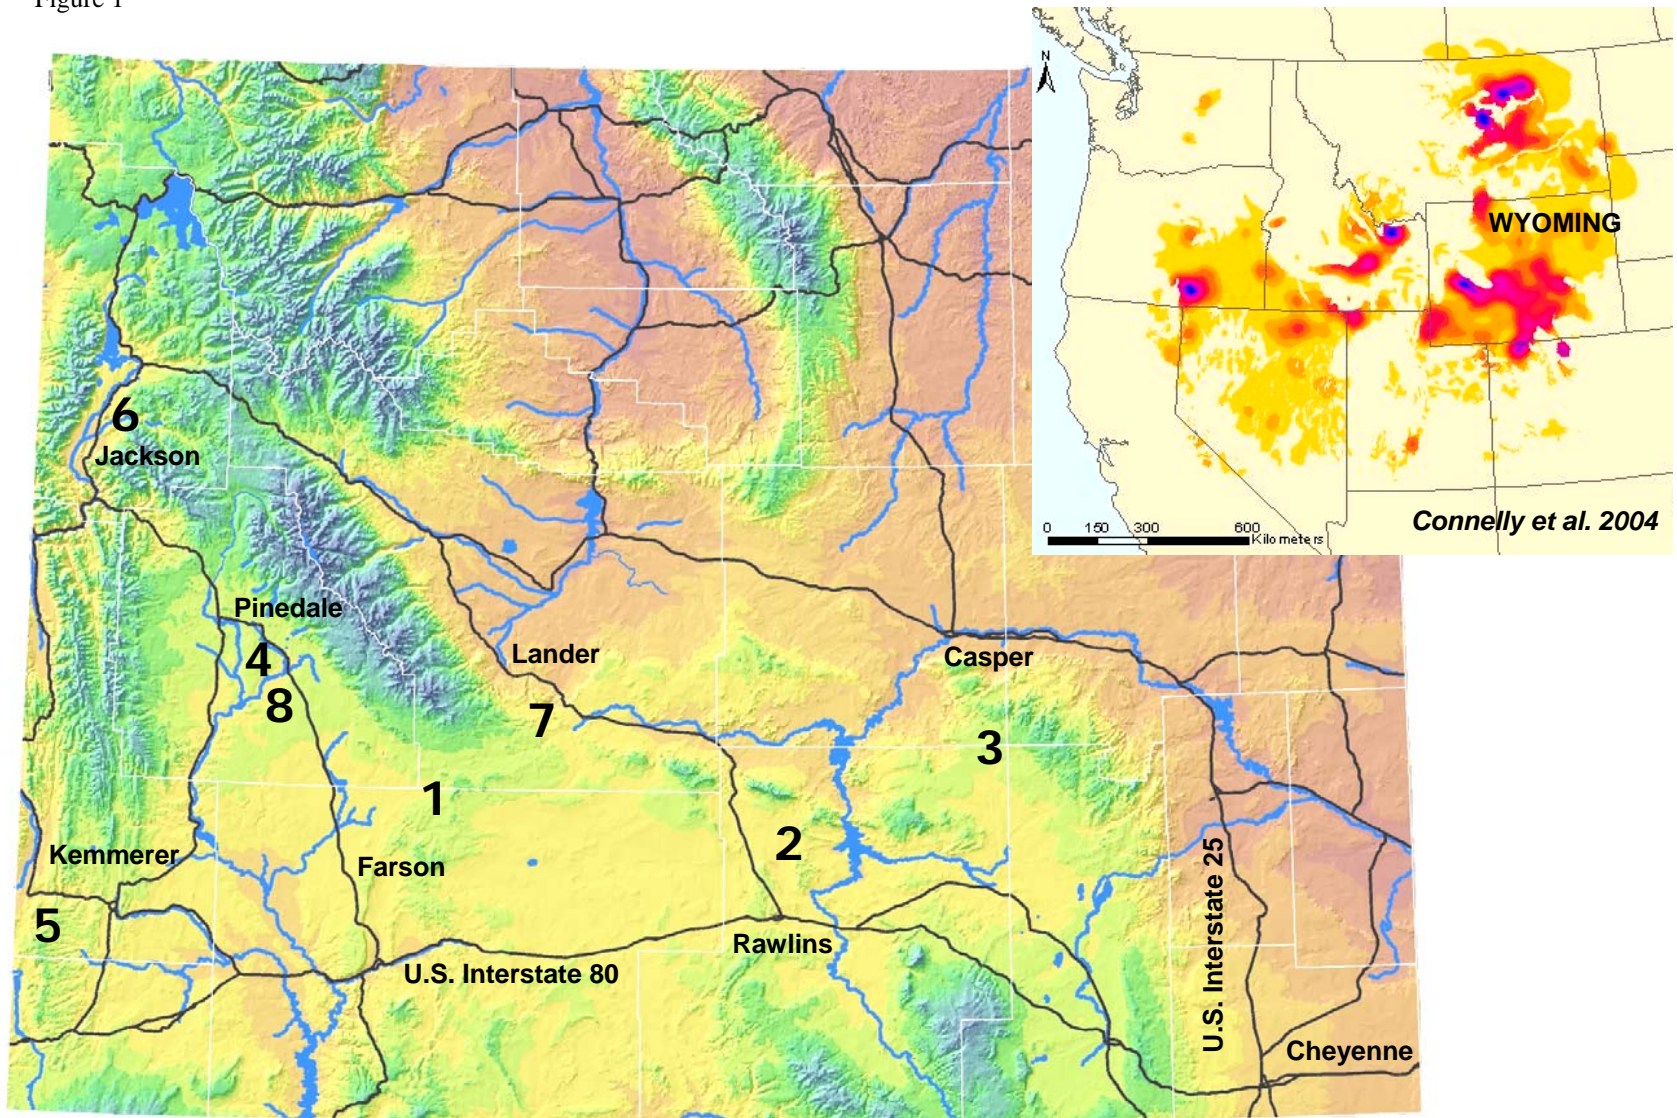 Figure 1
N
WYOMING
0 150 300 600
Kilometers
Connelly et al. 2004
6
Jackson
Pinedale
4
8
Lander
7
Casper
3
1
2
Kemmerer
Farson
5
Rawlins
U.S. Interstate 80
U.S. Interstate 25
Cheyenne